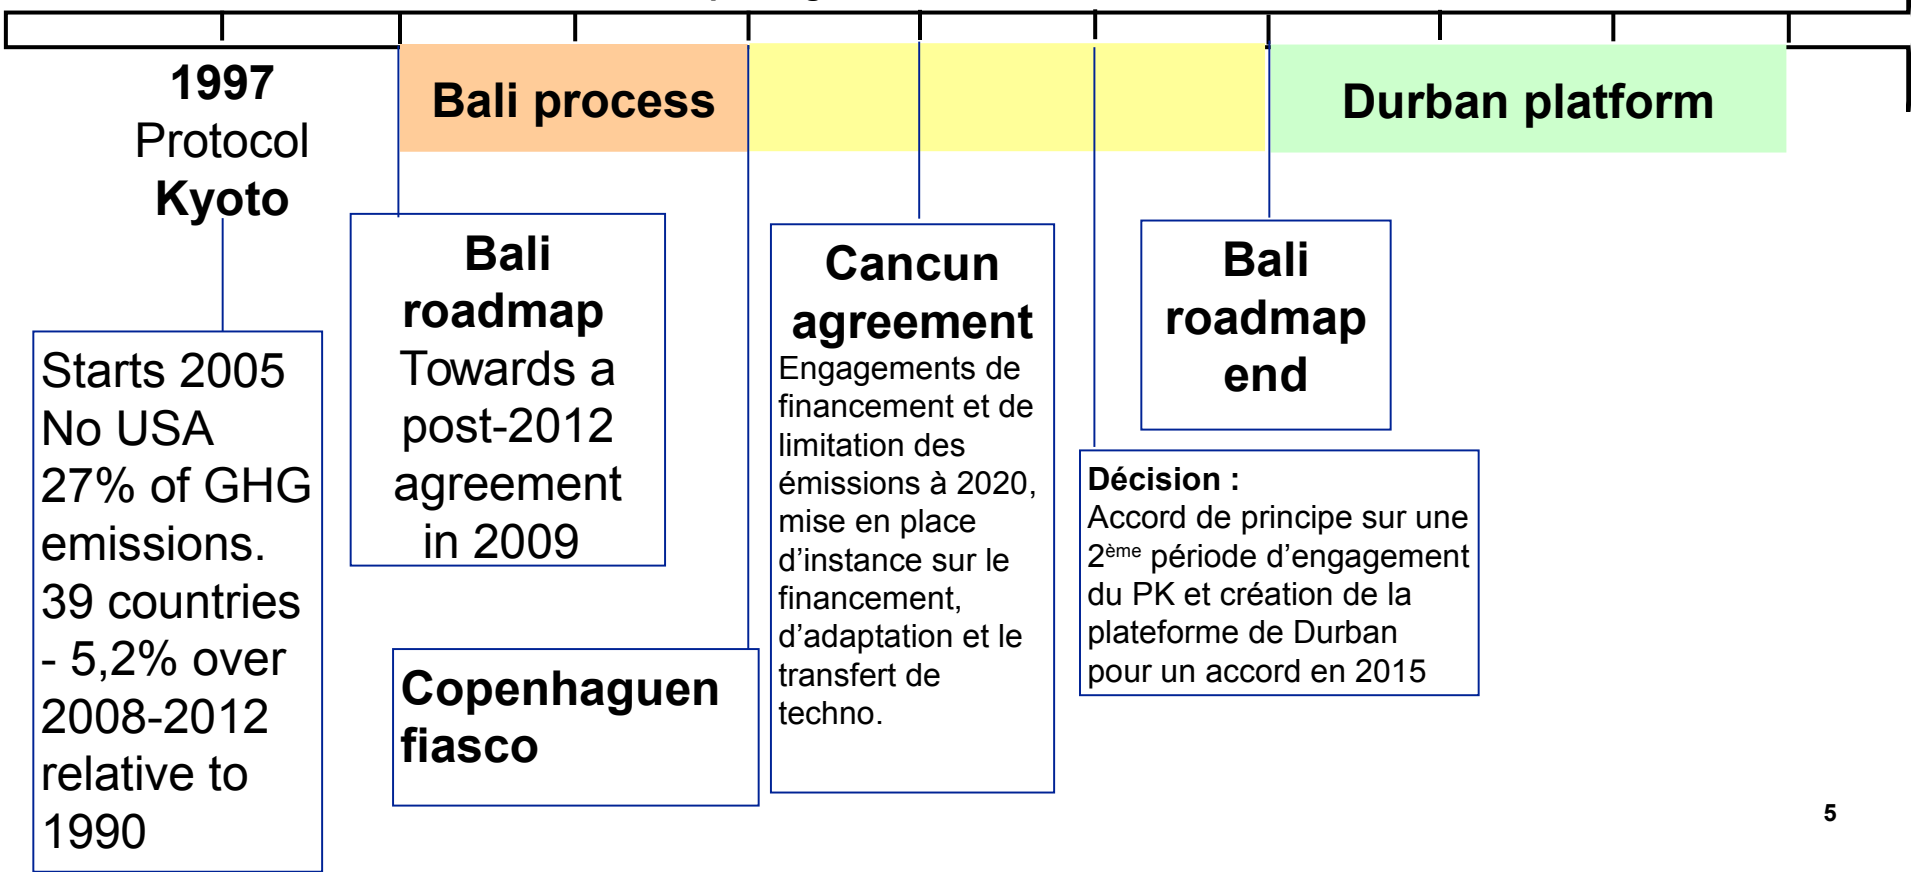 1997
Protocol
Kyoto
Bali process
Durban platform
Starts 2005
No USA
27% of GHG
emissions.
39 countries
- 5,2% over
2008-2012
relative to
1990
Bali
roadmap
Towards a
post-2012
agreement
in 2009
Copenhaguen
fiasco
Cancun
agreement
Engagements de
financement et de
limitation des
émissions à 2020,
mise en place
d’instance sur le
financement,
d’adaptation et le
transfert de
techno.
Bali
roadmap
end
Décision :
Accord de principe sur une
2ème période d’engagement
du PK et création de la
plateforme de Durban
pour un accord en 2015
5